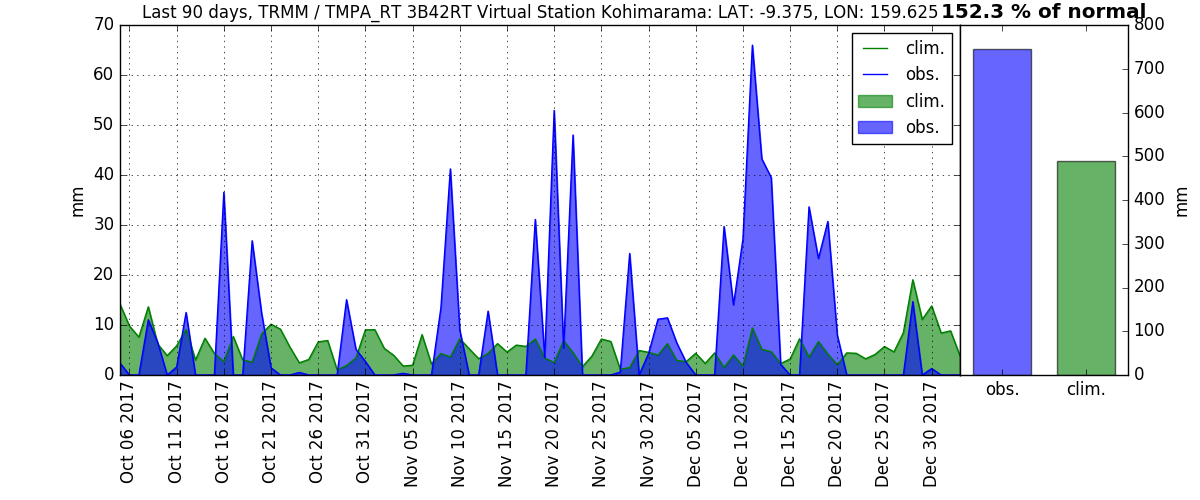 Last 90 days, TRMM / TMPA_RT 3B42RT Virtual Station Kohimarama: LAT: -9.375, LON: 159.625 152.3 % of normal
70
60
50
40
30
20
10
0
mm
clim.
obs.
clim.
obs.
800
700
600
500
400
300
200
100
0
mm
Oct 06 2017
Oct 11 2017
Oct 16 2017
Oct 21 2017
Oct 26 2017
Oct 31 2017
Nov 05 2017
Nov 10 2017
Nov 15 2017
Nov 20 2017
Nov 25 2017
Nov 30 2017
Dec 05 2017
Dec 10 2017
Dec 15 2017
Dec 20 2017
Dec 25 2017
Dec 30 2017
obs.
clim.